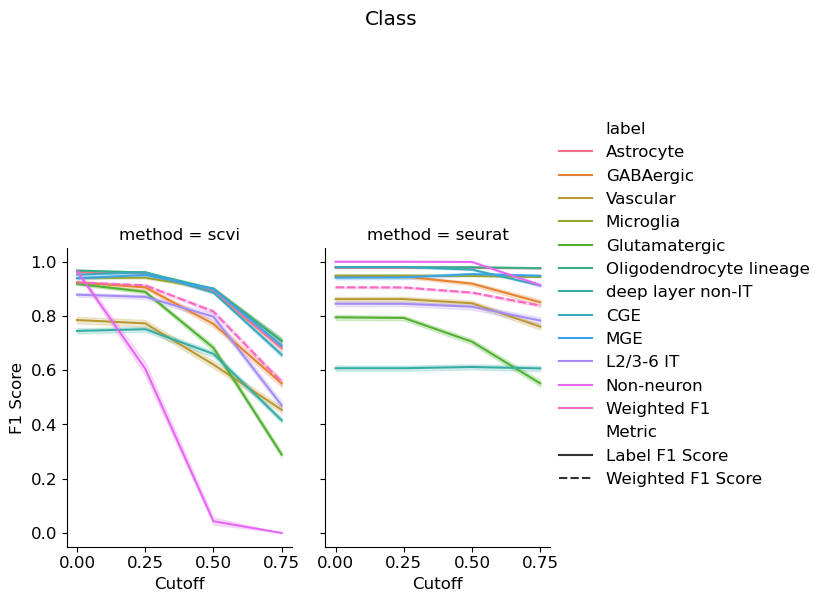 Class
method = scvi
method = seurat
F1 Score
1.0
0.8
0.6
0.4
0.2
0.0
0.00 0.25 0.50 0.75
0.00 0.25 0.50 0.75
Cutoff
Cutoff
label
Astrocyte
GABAergic
Vascular
Microglia
Glutamatergic
Oligodendrocyte lineage
deep layer non-IT
CGE
MGE
L2/3-6 IT
Non-neuron
Weighted F1
Metric
Label F1 Score
Weighted F1 Score